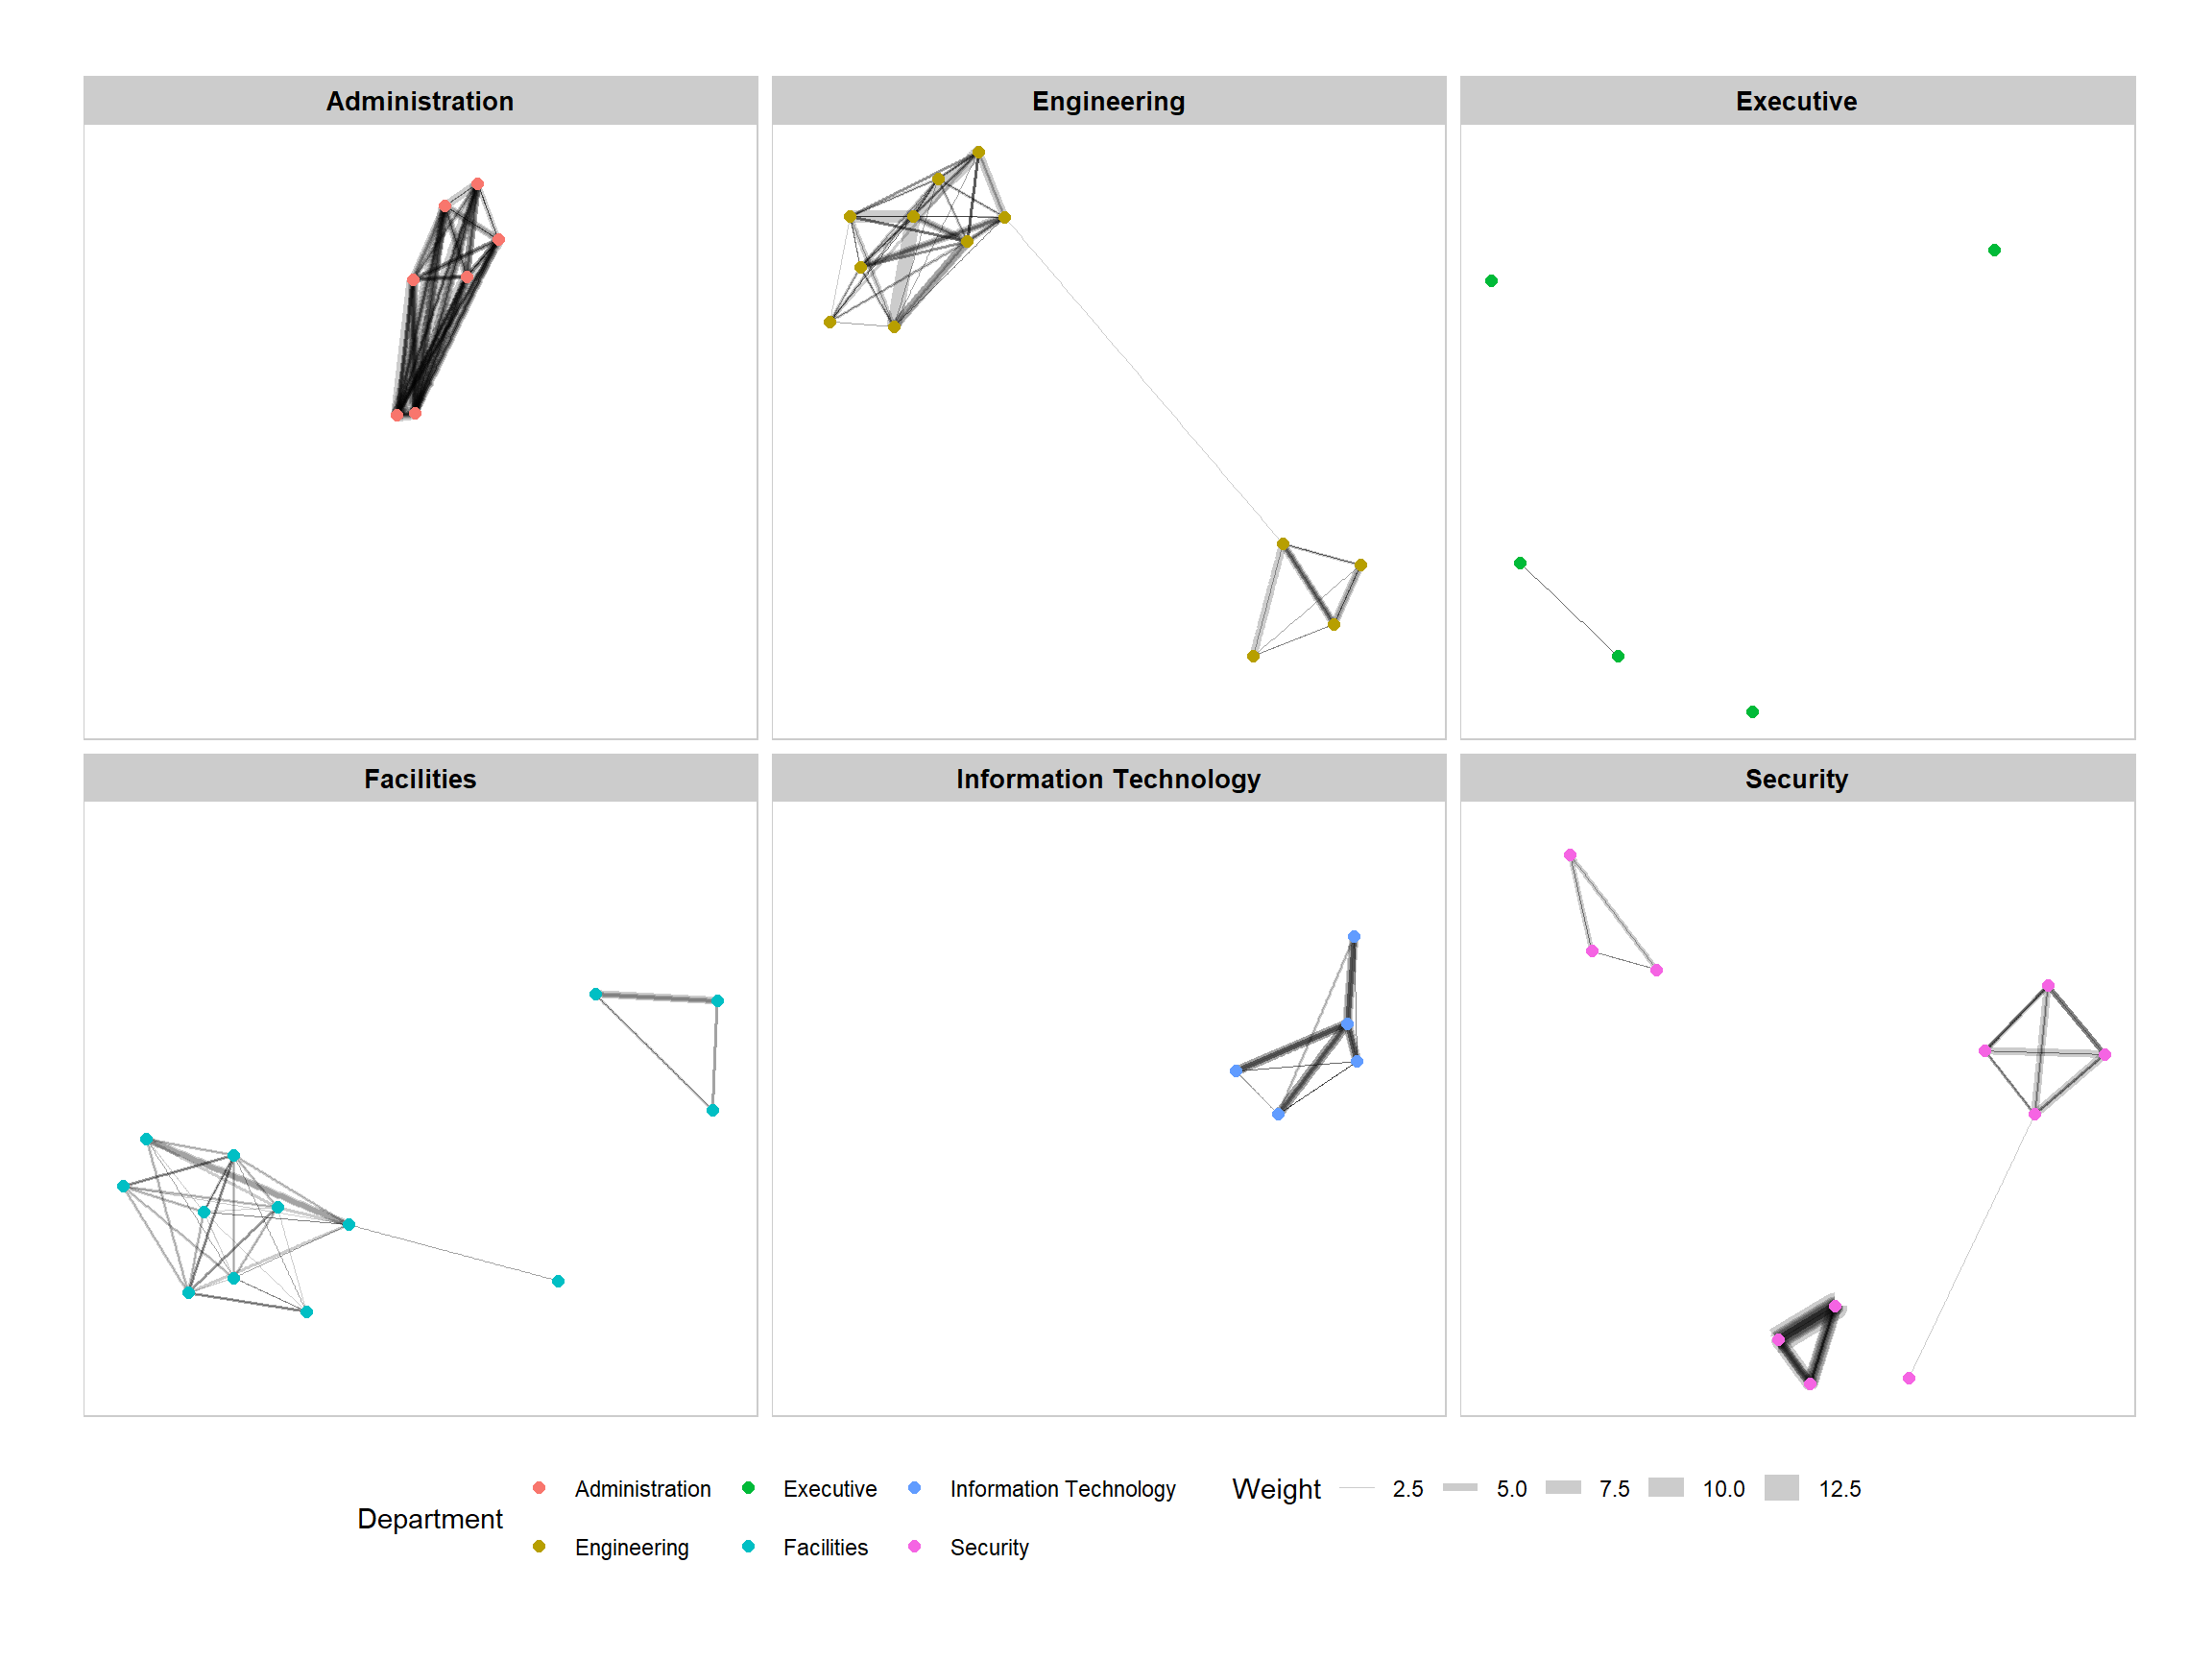 Administration
Engineering
Executive
Facilities
Information Technology
Security
Department
Administration
Executive
Information Technology
Engineering
Facilities
Security
Weight
2.5
5.0
7.5
10.0
12.5